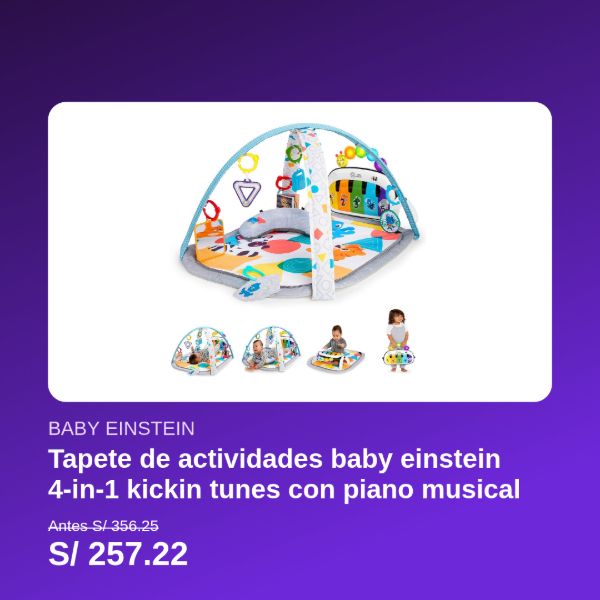 BABY EINSTEIN
Tapete de actividades baby einstein
4-in-1 kickin tunes con piano musical
Antes S/ 356.25
S/ 257.22